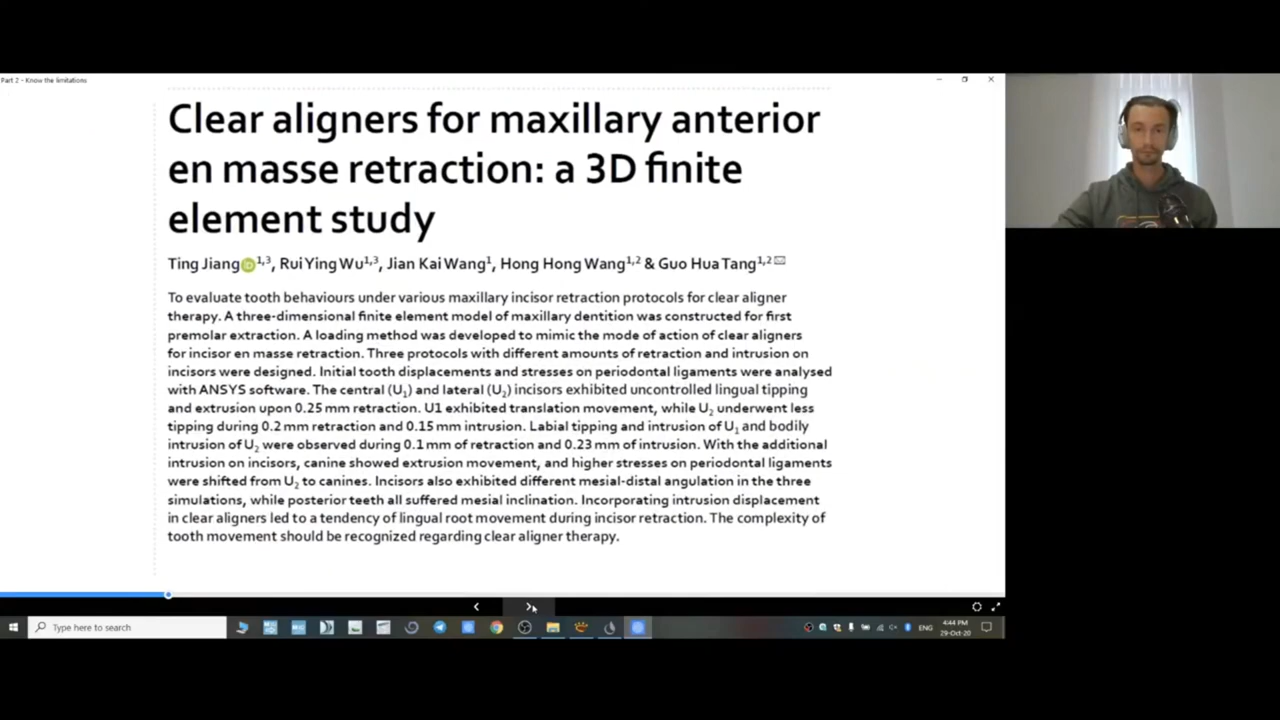 Part 2 - Know the limitations
Clear aligners for maxillary anterior
en masse retraction: a 3D finite
element study
Ting Jiang 1,3, Rui Ying Wu1,3, Jian Kai Wang1, Hong Hong Wang1,2 & Guo Hua Tang1,2
To evaluate tooth behaviours under various maxillary incisor retraction protocols for clear aligner
therapy. A three-dimensional finite element model of maxillary dentition was constructed for first
premolar extraction. A loading method was developed to mimic the mode of action of clear aligners
for incisor en masse retraction. Three protocols with different amounts of retraction and intrusion on
incisors were designed. Initial tooth displacements and stresses on periodontal ligaments were analysed
with ANSYS software. The central (U1) and lateral (U2) incisors exhibited uncontrolled lingual tipping
and extrusion upon 0.25 mm retraction. U1 exhibited translation movement, while U2 underwent less
tipping during 0.2 mm retraction and 0.15 mm intrusion. Labial tipping and intrusion of U1 and bodily
intrusion of U2 were observed during 0.1 mm of retraction and 0.23 mm of intrusion. With the additional
intrusion on incisors, canine showed extrusion movement, and higher stresses on periodontal ligaments
were shifted from U2 to canines. Incisors also exhibited different mesial-distal angulation in the three
simulations, while posterior teeth all suffered mesial inclination. Incorporating intrusion displacement
in clear aligners led to a tendency of lingual root movement during incisor retraction. The complexity of
tooth movement should be recognized regarding clear aligner therapy.
Type here to search
ENG
4:44 PM
29-Oct-20